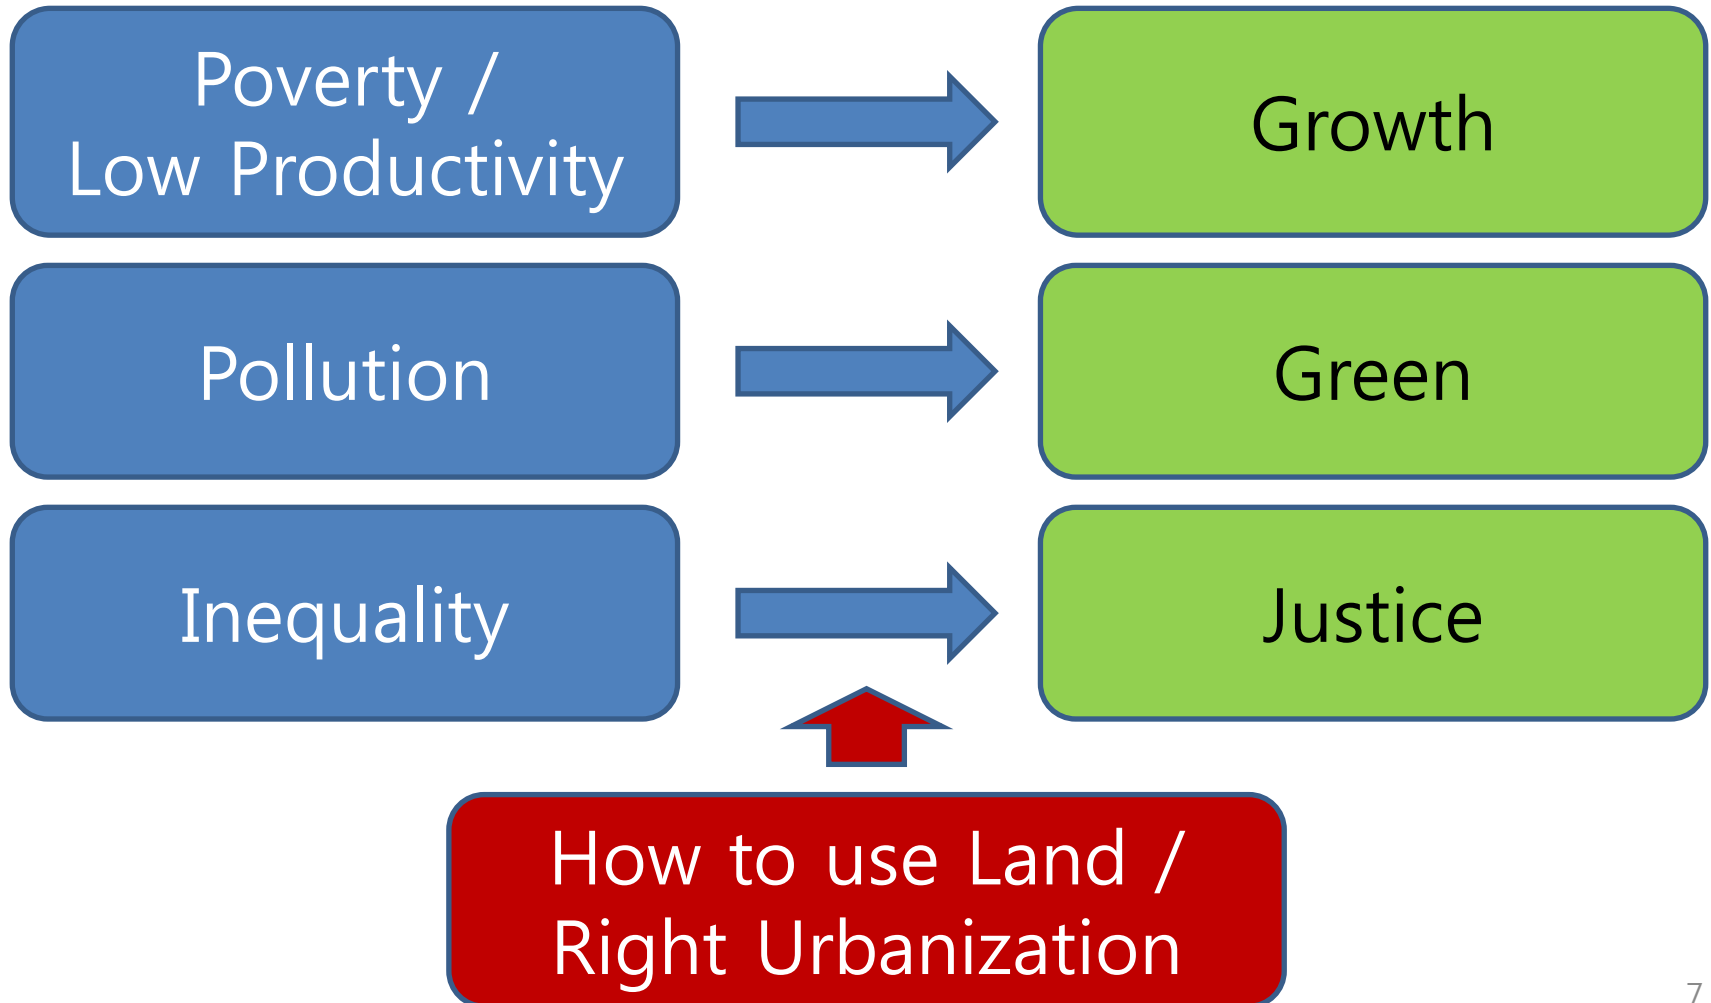 Poverty /
Low Productivity
Growth
Pollution
Green
Inequality
Justice
How to use Land /
Right Urbanization
7